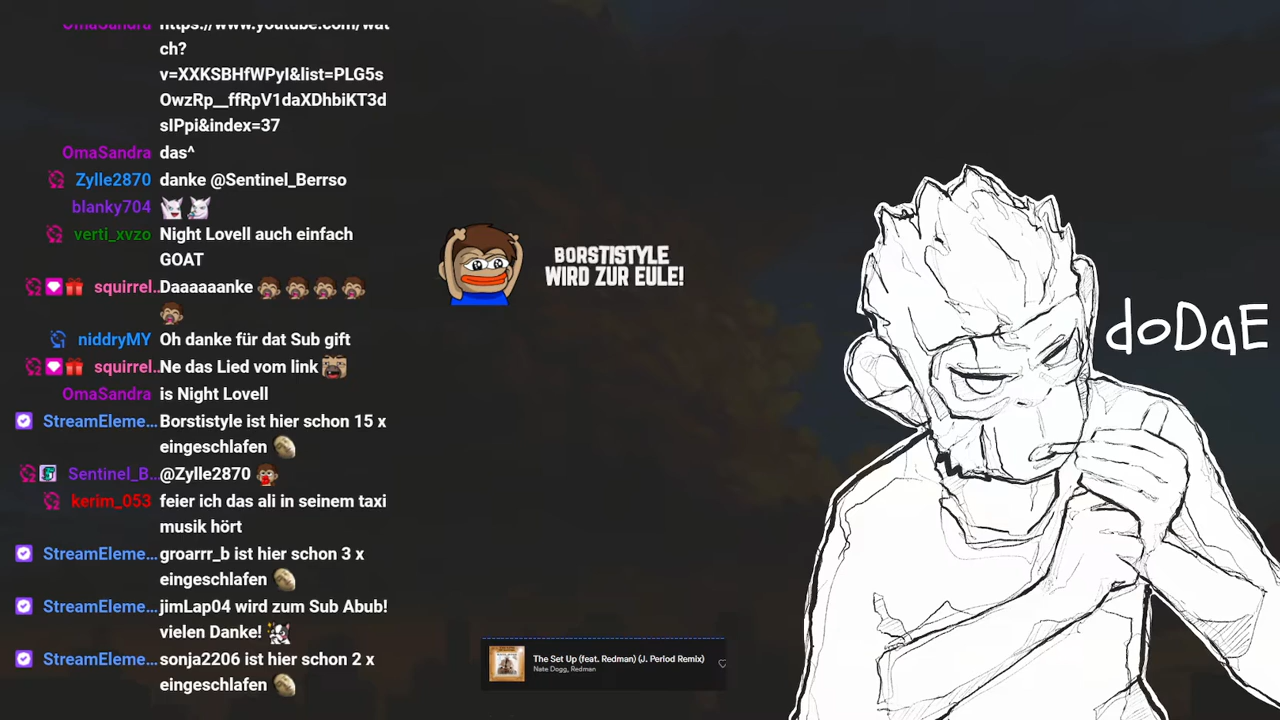 OmaSandra https://www.youtube.com/wat
ch?
v=XXKSBHfWPyI&list=PLG5s
OwzRp__ffRpV1daXDhbiKT3d
slPpi&index=37
OmaSandra das^
Zylle2870 danke @Sentinel_Berrso
blanky704
verti_xvzo Night Lovell auch einfach
GOAT
squirrel.. Daaaaaanke
niddryMY Oh danke für dat Sub gift
squirrel.. Ne das Lied vom link
OmaSandra is Night Lovell
StreamEleme... Borstistyle ist hier schon 15 x
eingeschlafen
Sentinel_B... @Zylle2870
kerim_053 feier ich das ali in seinem taxi
musik hört
StreamEleme... groarrr_b ist hier schon 3 x
eingeschlafen
StreamEleme... jimLap04 wird zum Sub Abub!
vielen Danke!
StreamEleme... sonja2206 ist hier schon 2 x
eingeschlafen
BORSTISTYLE
WIRD ZUR EULE!
The Set Up (feat. Redman) (J. Period Remix)
Nate Dogg, Redman
doDaE